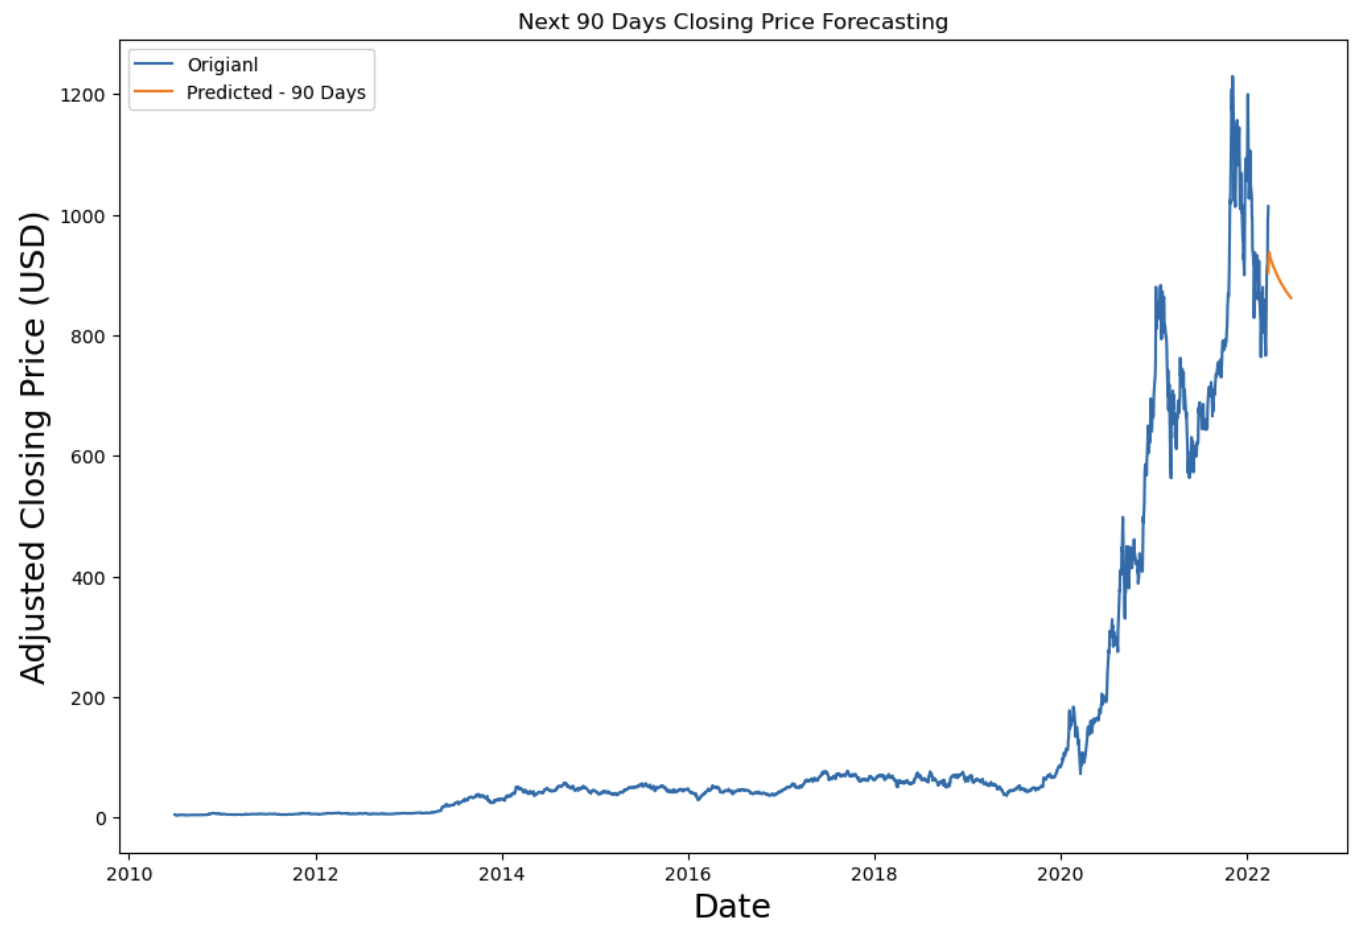 Next 90 Days Closing Price Forecasting
Origianl
Predicted - 90 Days
Adjusted Closing Price (USD)
1200
1000
800
600
400
200
0
2010 2012 2014 2016 2018 2020 2022
Date